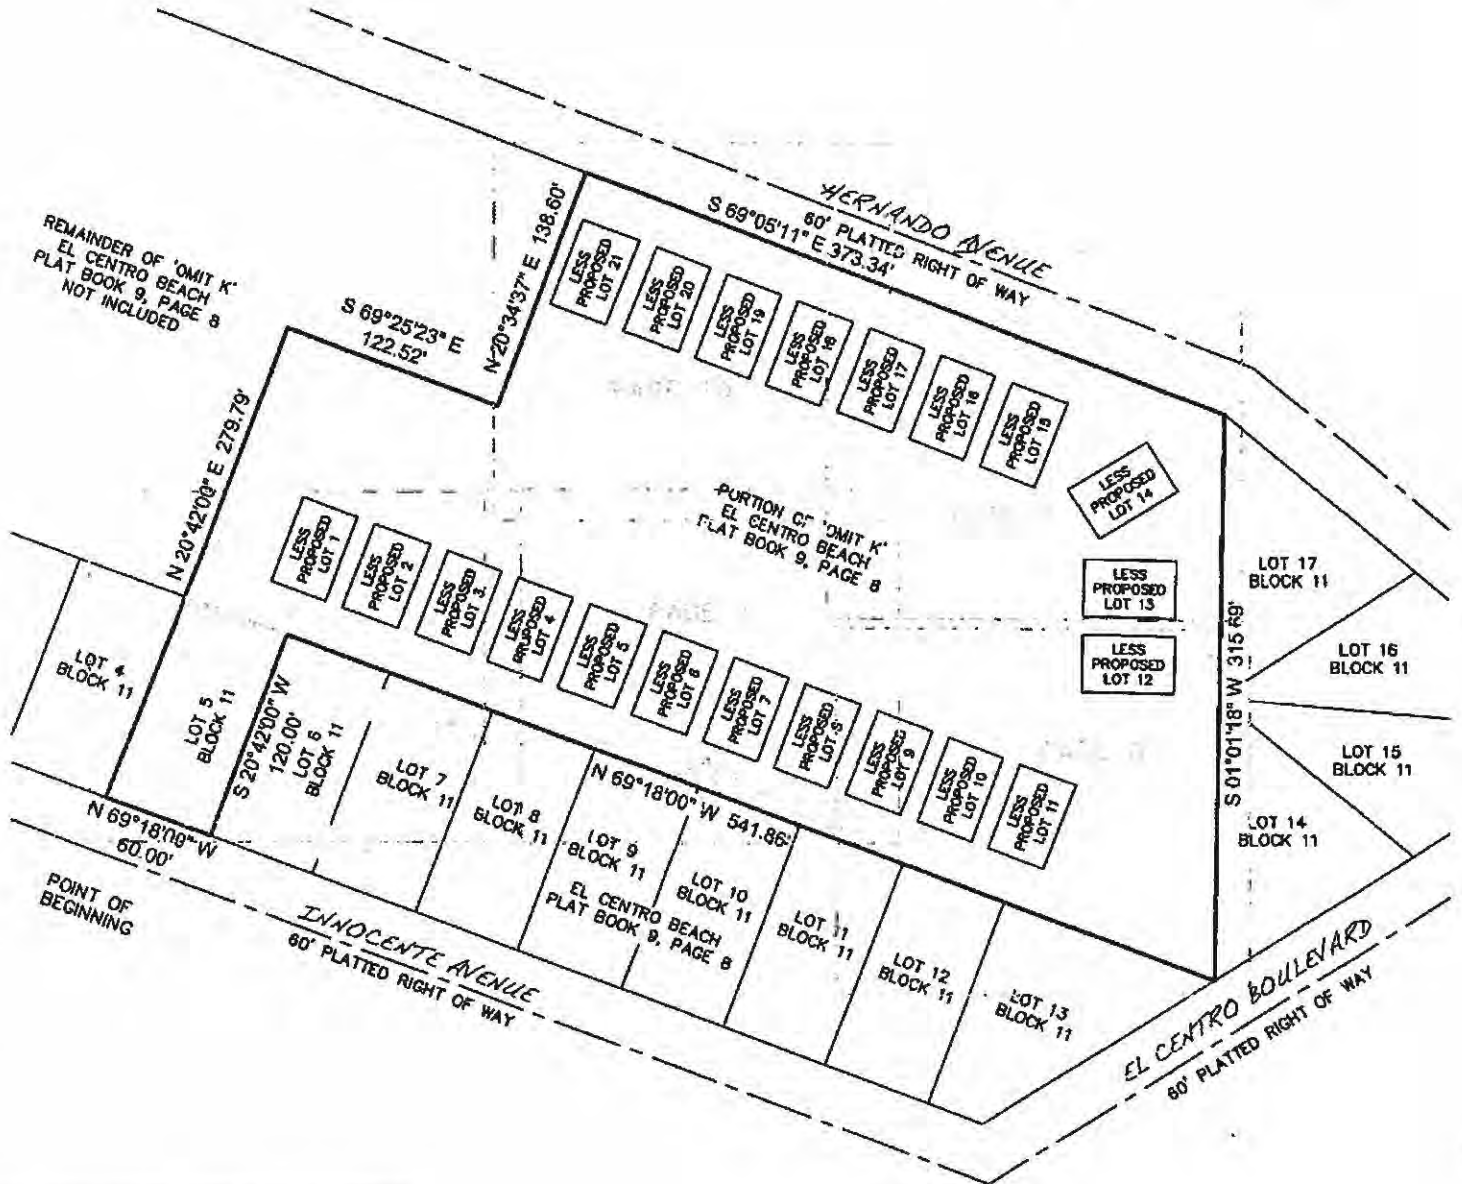 HERNANDO AVENUE
60' PLATTED RIGHT OF WAY
S 69°05'11" E 373.34'
N 20°34'37" E 138.60'
REMAINDER OF 'OMIT K'
EL CENTRO BEACH
PLAT BOOK 9, PAGE 8
NOT INCLUDED
S 69°25'23" E
122.52'
LESS
PROPOSED
LOT 21
LESS
PROPOSED
LOT 20
LESS
PROPOSED
LOT 19
LESS
PROPOSED
LOT 18
LESS
PROPOSED
LOT 17
LESS
PROPOSED
LOT 16
LESS
PROPOSED
LOT 15
LESS
PROPOSED
LOT 14
LESS
PROPOSED
LOT 13
LESS
PROPOSED
LOT 12
N 20°42'00" E 279.79'
PORTION OF 'OMIT K'
EL CENTRO BEACH
PLAT BOOK 9, PAGE 8
LESS
PROPOSED
LOT 1
LESS
PROPOSED
LOT 2
LESS
PROPOSED
LOT 3
LESS
PROPOSED
LOT 4
LESS
PROPOSED
LOT 5
LESS
PROPOSED
LOT 6
LESS
PROPOSED
LOT 7
LESS
PROPOSED
LOT 8
LESS
PROPOSED
LOT 9
LESS
PROPOSED
LOT 10
LESS
PROPOSED
LOT 11
S 01°01'18" W 315.69'
LOT 17
BLOCK 11
LOT 16
BLOCK 11
LOT 15
BLOCK 11
LOT 14
BLOCK 11
LOT 4
BLOCK 11
LOT 5
BLOCK 11
S 20°42'00" W
120.00'
LOT 6
BLOCK 11
LOT 7
BLOCK 11
LOT 8
BLOCK 11
LOT 9
BLOCK 11
N 69°18'00" W 541.86'
EL CENTRO BEACH
PLAT BOOK 9, PAGE 8
LOT 10
BLOCK 11
LOT 11
BLOCK 11
LOT 12
BLOCK 11
LOT 13
BLOCK 11
N 69°18'00" W
60.00'
POINT OF
BEGINNING
INNOCENTE AVENUE
60' PLATTED RIGHT OF WAY
EL CENTRO BOULEVARD
60' PLATTED RIGHT OF WAY